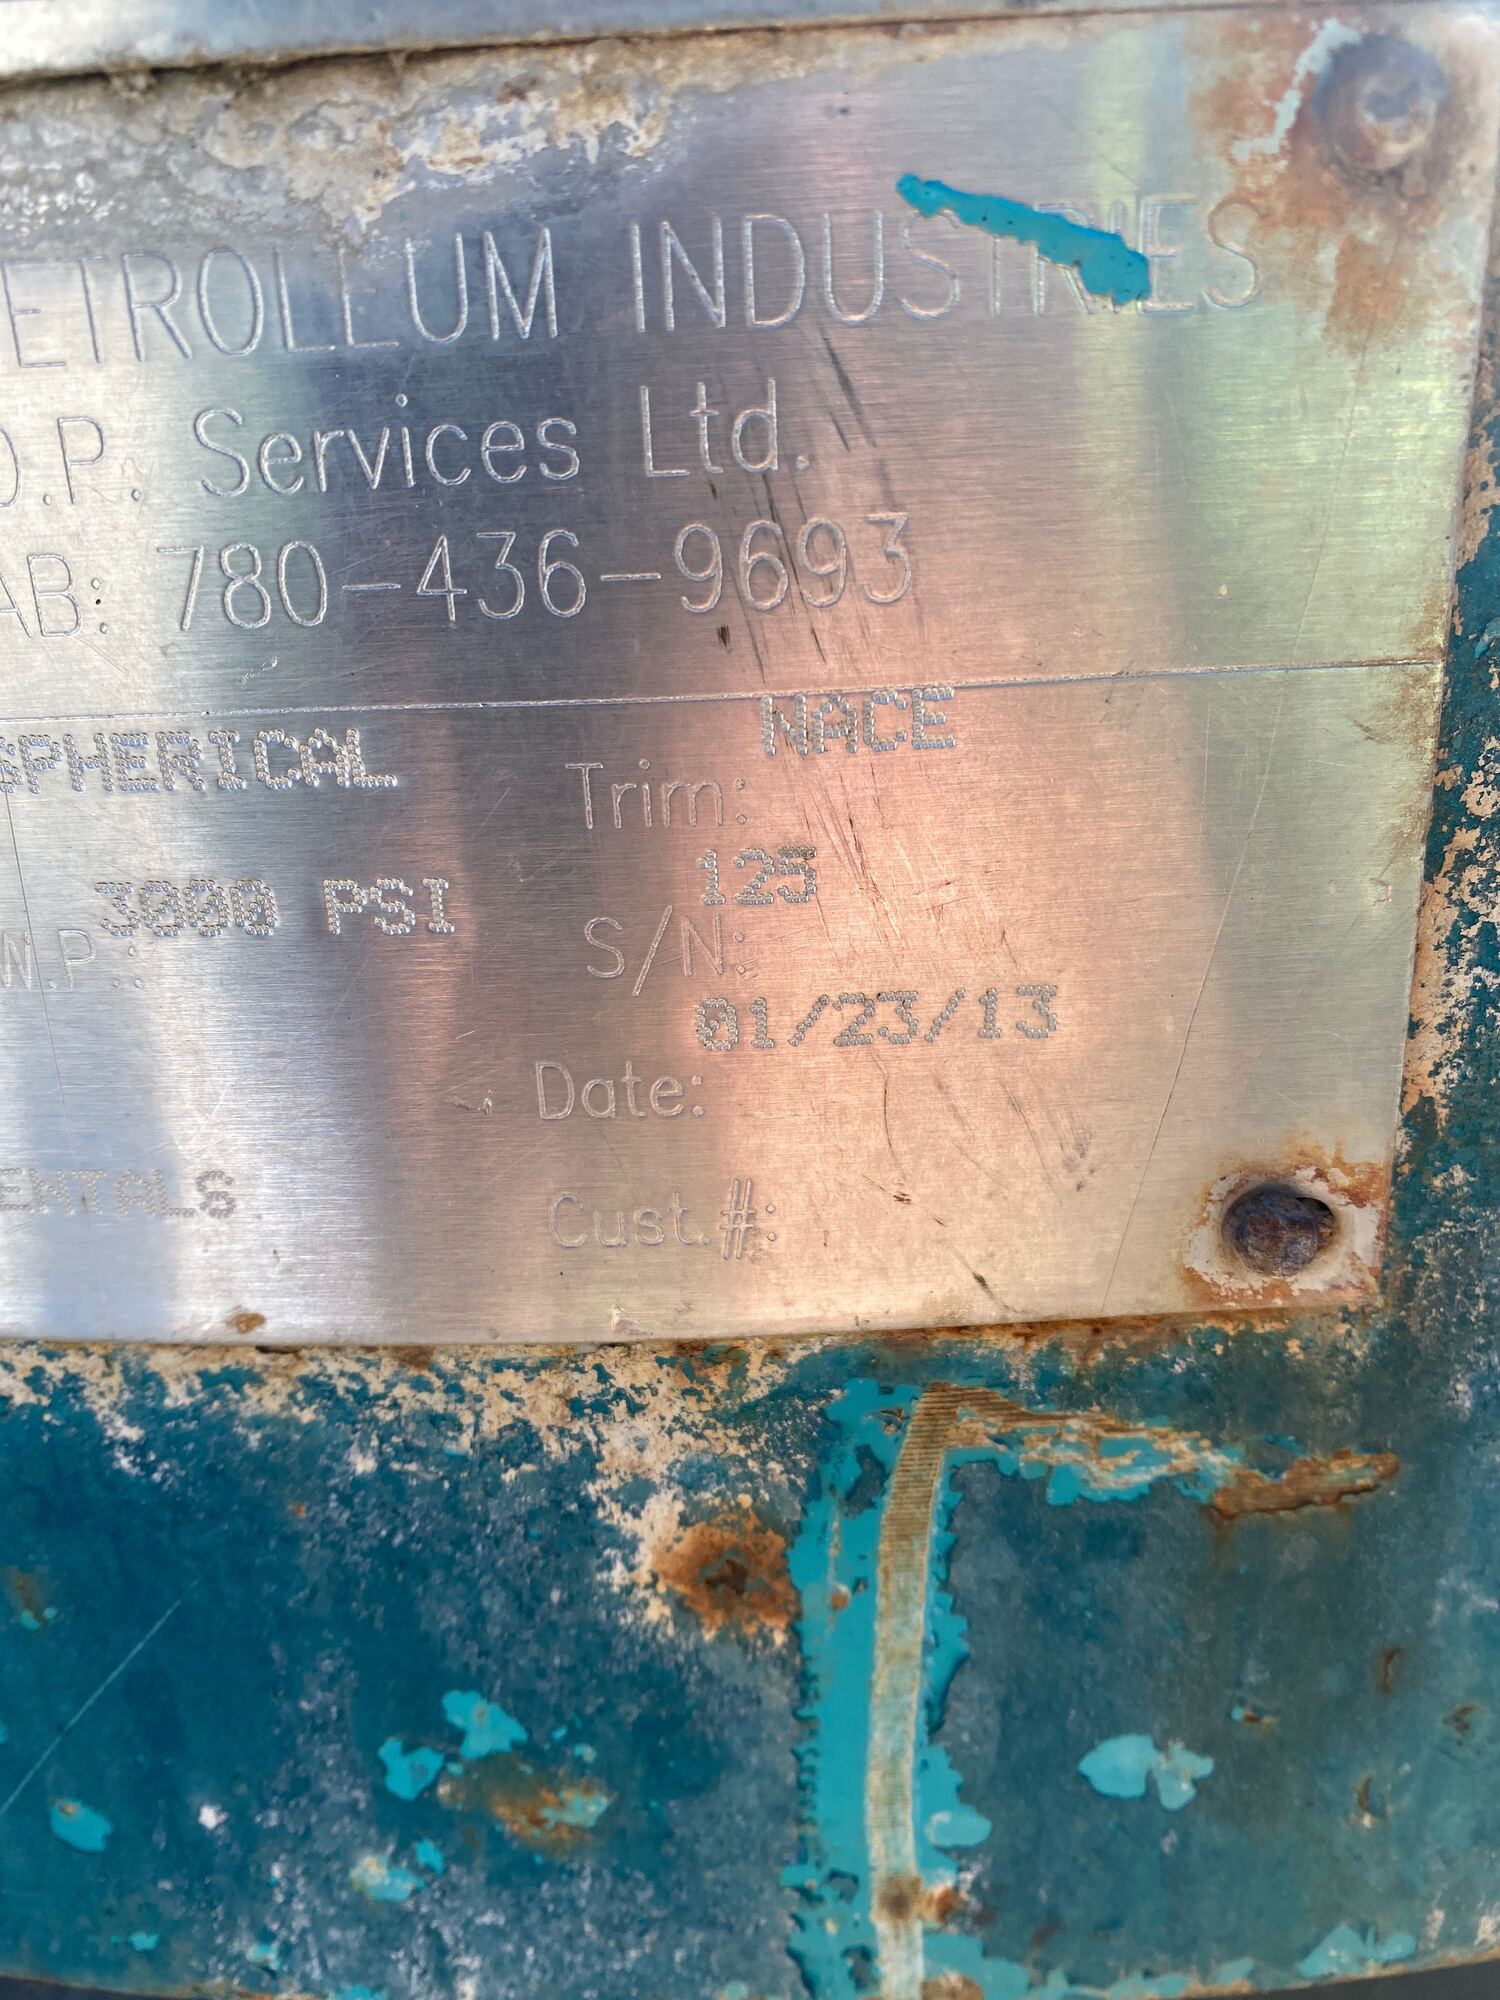 ETROLEUM INDUSTRIES
O.P. Services Ltd.
AB: 780-436-9693
SPHERICAL
Trim: NACE
W.P.: 3000 PSI
S/N: 125
Date: 01/23/13
ENTALS
Cust.#: